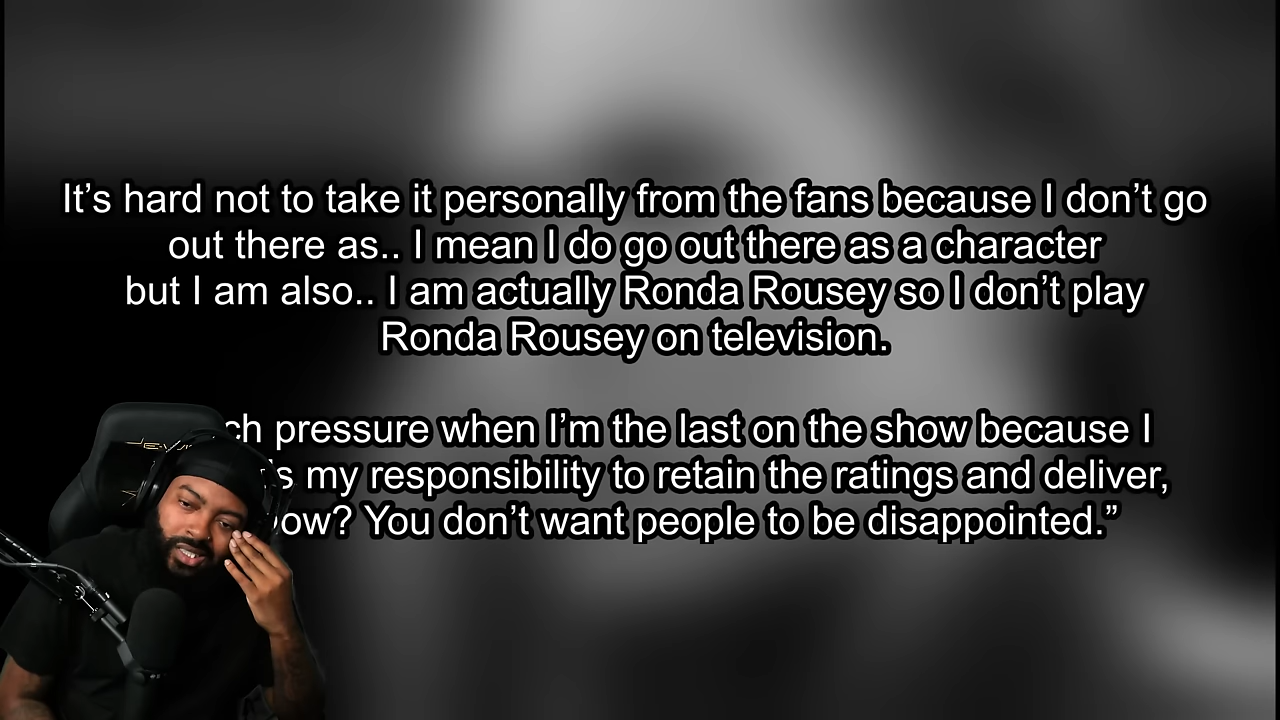 It’s hard not to take it personally from the fans because I don’t go
out there as.. I mean I do go out there as a character
but I am also.. I am actually Ronda Rousey so I don’t play
Ronda Rousey on television.
pressure when I’m the last on the show because I
my responsibility to retain the ratings and deliver,
You don’t want people to be disappointed.”